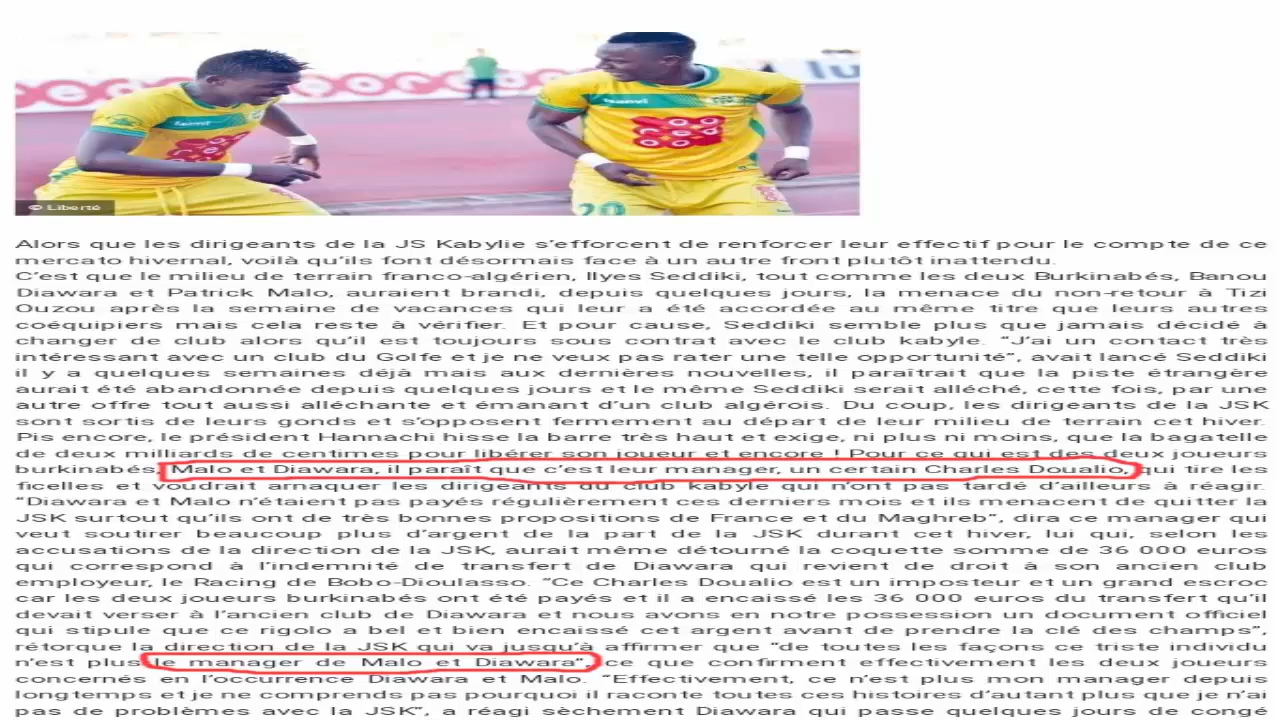 ooredoo
lu
© Liberté
20
Alors que les dirigeants de la JS Kabylie s’efforcent de renforcer leur effectif pour le compte de ce
mercato hivernal, voilà qu’ils font désormais face à un autre front plutôt inattendu.
C’est que le milieu de terrain franco-algérien, Ilyes Seddiki, tout comme les deux Burkinabés, Banou
Diawara et Patrick Malo, auraient brandi, depuis quelques jours, la menace du non-retour à Tizi
Ouzou après la semaine de vacances qui leur a été accordée au même titre que leurs autres
coéquipiers mais cela reste à vérifier. Et pour cause, Seddiki semble plus que jamais décidé à
changer de club alors qu’il est toujours sous contrat avec le club kabyle. “J’ai un contact très
intéressant avec un club du Golfe et je ne veux pas rater une telle opportunité”, avait lancé Seddiki
il y a quelques semaines déjà mais aux dernières nouvelles, il paraîtrait que la piste étrangère
aurait été abandonnée depuis quelques jours et le même Seddiki serait alléché, cette fois, par une
autre offre tout aussi alléchante et émanant d’un club algérois. Du coup, les dirigeants de la JSK
sont sortis de leurs gonds et s’opposent fermement au départ de leur milieu de terrain cet hiver.
Pis encore, le président Hannachi hisse la barre très haut et exige, ni plus ni moins, que la bagatelle
de deux milliards de centimes pour libérer son joueur et encore ! Pour ce qui est des deux joueurs
burkinabés, Malo et Diawara, il paraît que c’est leur manager, un certain Charles Doualio, qui tire les
ficelles et voudrait arnaquer les dirigeants du club kabyle qui n’ont pas tardé d’ailleurs à réagir.
“Diawara et Malo n’étaient pas payés régulièrement ces derniers mois et ils menacent de quitter la
JSK surtout qu’ils ont de très bonnes propositions de France et du Maghreb”, dira ce manager qui
veut soutirer beaucoup plus d’argent de la part de la JSK durant cet hiver, lui qui, selon les
accusations de la direction de la JSK, aurait même détourné la coquette somme de 36 000 euros
qui correspond à l’indemnité de transfert de Diawara qui revient de droit à son ancien club
employeur, le Racing de Bobo-Dioulasso. “Ce Charles Doualio est un imposteur et un grand escroc
car les deux joueurs burkinabés ont été payés et il a encaissé les 36 000 euros du transfert qu’il
devait verser à l’ancien club de Diawara et nous avons en notre possession un document officiel
qui stipule que ce rigolo a bel et bien encaissé cet argent avant de prendre la clé des champs”,
rétorque la direction de la JSK qui va jusqu’à affirmer que “de toutes les façons ce triste individu
n’est plus le manager de Malo et Diawara”, ce que confirment effectivement les deux joueurs
concernés en l’occurrence Diawara et Malo. “Effectivement, ce n’est plus mon manager depuis
longtemps et je ne comprends pas pourquoi il raconte toutes ces histoires d’autant plus que je n’ai
pas de problèmes avec la JSK”, a réagi sèchement Diawara qui passe quelques jours de congé